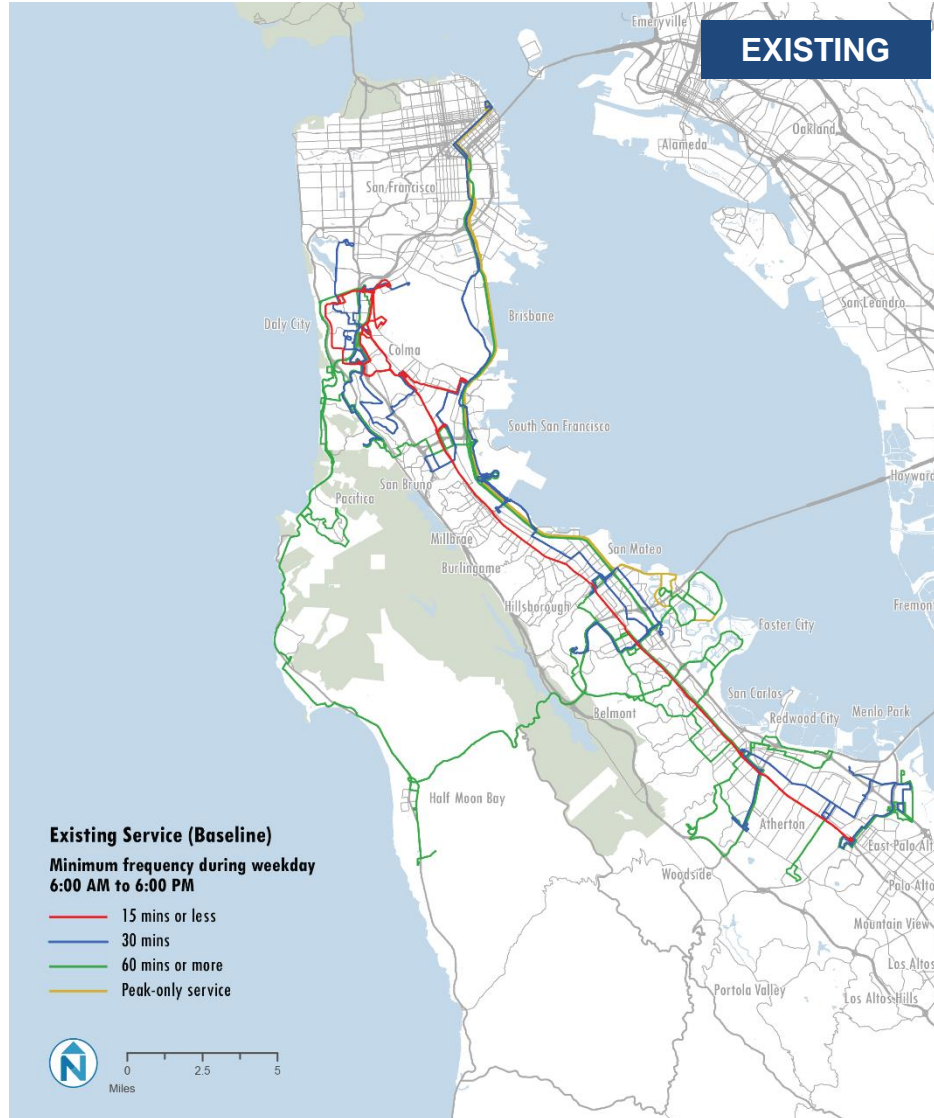 Emeryville
EXISTING
Oakland
Alameda
San Francisco
San Leandro
Brisbane
Daly City
Colma
South San Francisco
Hayward
San Bruno
Pacifica
Millbrae
San Mateo
Burlingame
Hillsborough
Fremont
Foster City
San Carlos
Belmont
Redwood City
Menlo Park
Half Moon Bay
Atherton
East Palo Alt
Woodside
Palo Alto
Mountain View
Los Altos
Portola Valley
Los Altos Hills
Existing Service (Baseline)
Minimum frequency during weekday
6:00 AM to 6:00 PM
15 mins or less
30 mins
60 mins or more
Peak-only service
N
0 2.5 5
Miles